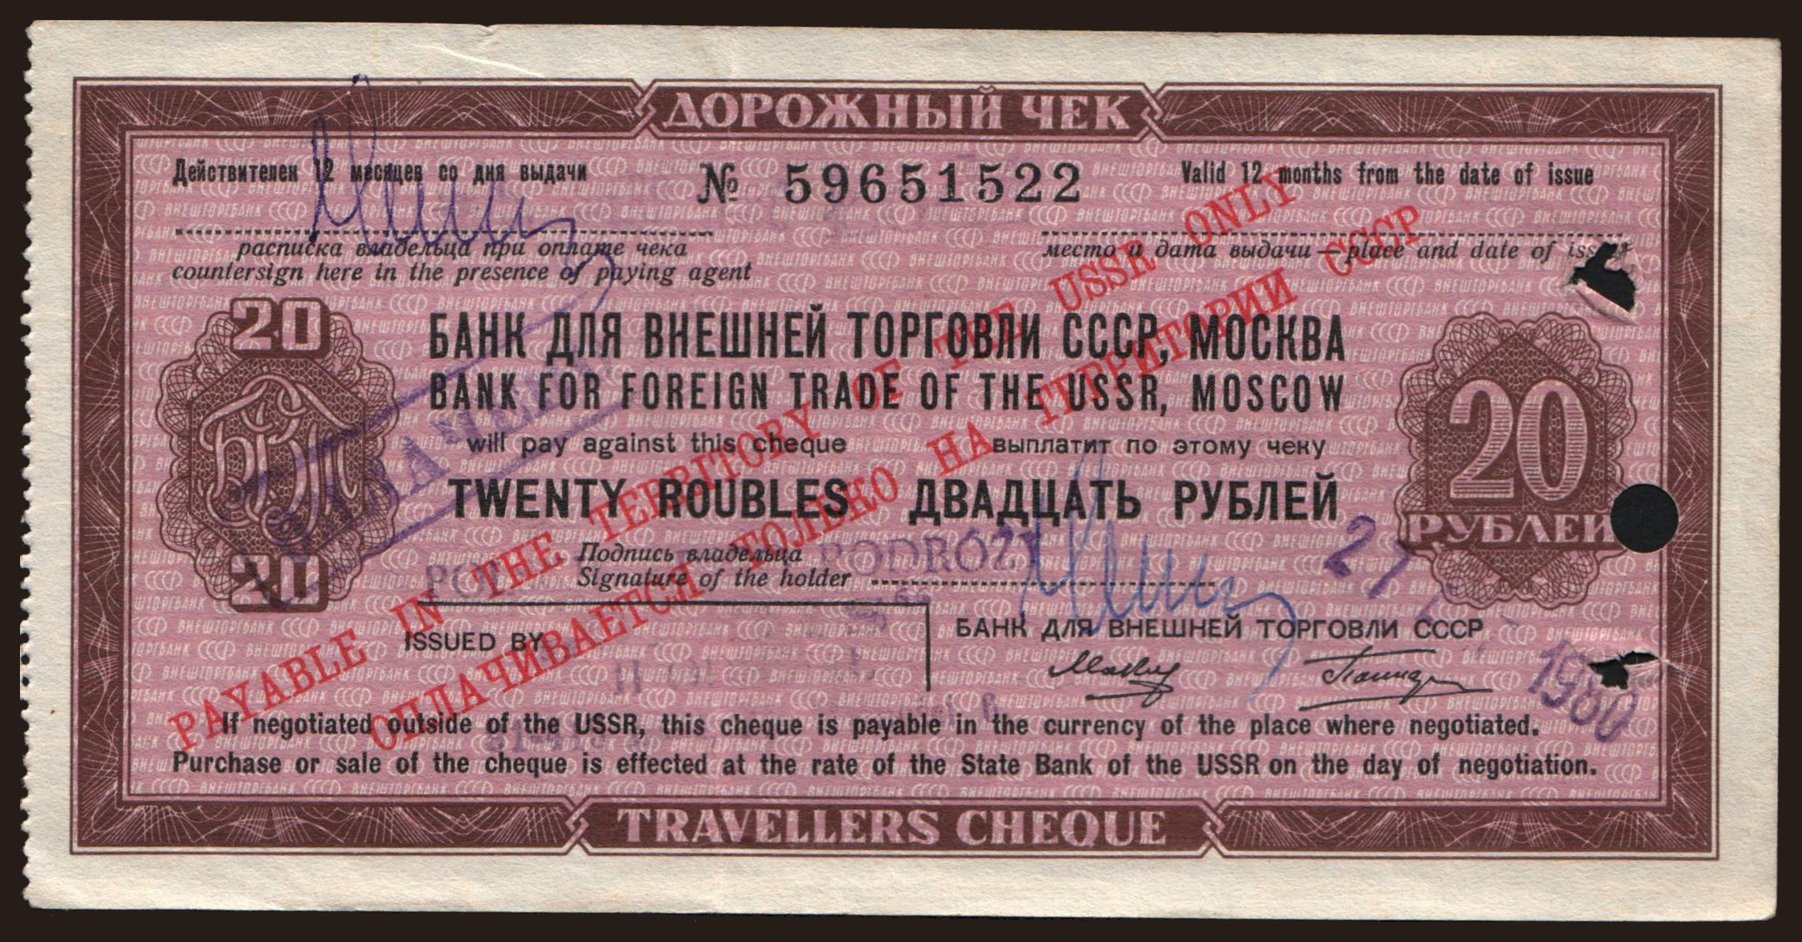 ДОРОЖНЫЙ ЧЕК
Действителен 12 месяцев со дня выдачи
№ 59651522
Valid 12 months from the date of issue
расписка владельца при оплате чека
countersign here in the presence of paying agent
место и дата выдачи — place and date of issue
20
БАНК ДЛЯ ВНЕШНЕЙ ТОРГОВЛИ СССР, МОСКВА
BANK FOR FOREIGN TRADE OF THE USSR, MOSCOW
will pay against this cheque
выплатит по этому чеку
TWENTY ROUBLES
ДВАДЦАТЬ РУБЛЕЙ
20
РУБЛЕЙ
20
Подпись владельца
Signature of the holder
ISSUED BY
БАНК ДЛЯ ВНЕШНЕЙ ТОРГОВЛИ СССР
PAYABLE IN THE TERRITORY OF THE USSR ONLY
ОПЛАЧИВАЕТСЯ ТОЛЬКО НА ТЕРРИТОРИИ СССР
1980
If negotiated outside of the USSR, this cheque is payable in the currency of the place where negotiated.
Purchase or sale of the cheque is effected at the rate of the State Bank of the USSR on the day of negotiation.
TRAVELLERS CHEQUE